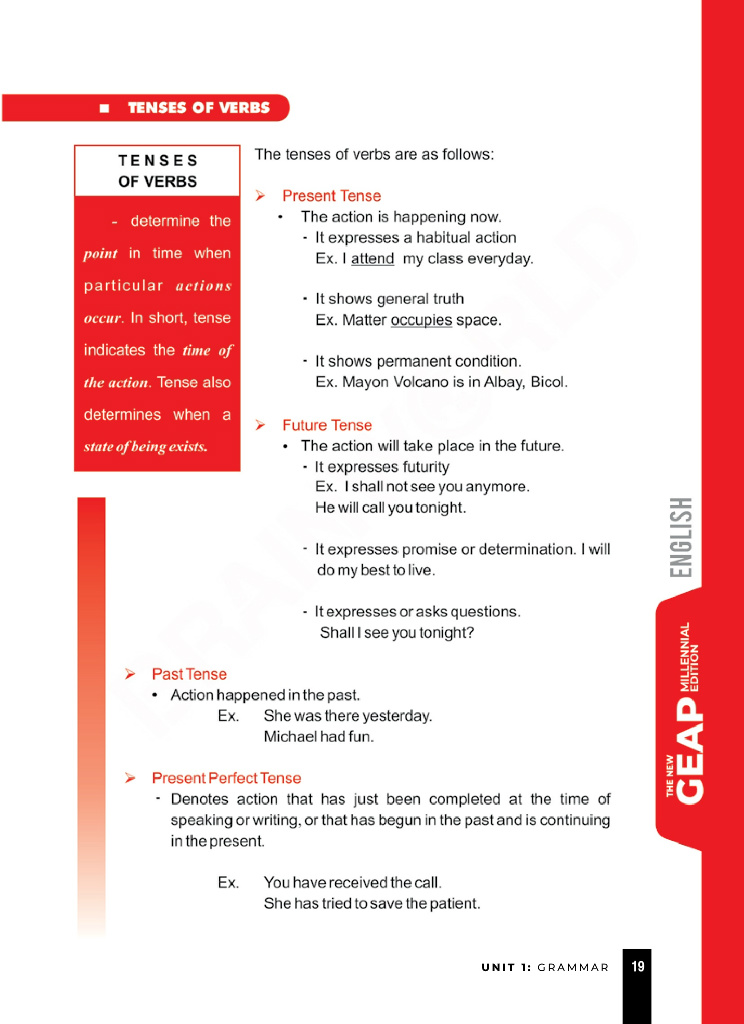 TENSES OF VERBS
TENSES
OF VERBS
- determine the
point in time when
particular actions
occur. In short, tense
indicates the time of
the action. Tense also
determines when a
state of being exists.
The tenses of verbs are as follows:
➢ Present Tense
• The action is happening now.
- It expresses a habitual action
Ex. I attend my class everyday.
- It shows general truth
Ex. Matter occupies space.
- It shows permanent condition.
Ex. Mayon Volcano is in Albay, Bicol.
➢ Future Tense
• The action will take place in the future.
- It expresses futurity
Ex. I shall not see you anymore.
He will call you tonight.
- It expresses promise or determination. I will
do my best to live.
- It expresses or asks questions.
Shall I see you tonight?
➢ Past Tense
• Action happened in the past.
Ex. She was there yesterday.
Michael had fun.
➢ Present Perfect Tense
- Denotes action that has just been completed at the time of
speaking or writing, or that has begun in the past and is continuing
in the present.
Ex. You have received the call.
She has tried to save the patient.
ENGLISH
THE NEW
GEAP
MILLENNIAL
EDITION
UNIT 1: GRAMMAR 19